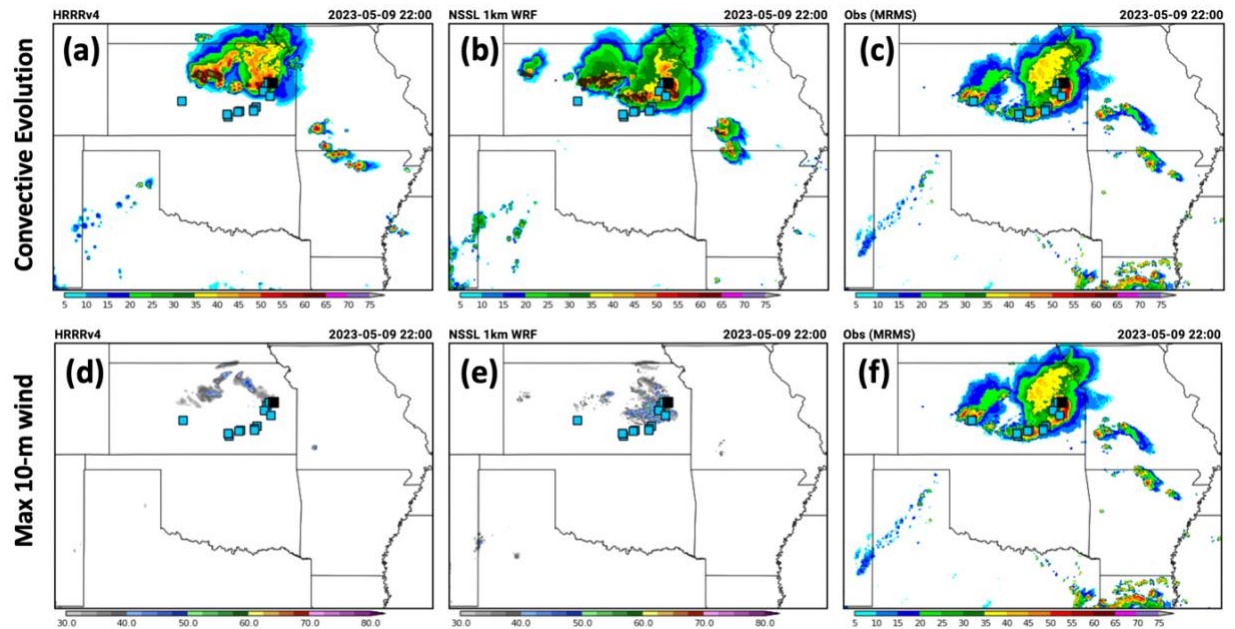 HRRRv4 2023-05-09 22:00 NSSL 1km WRF 2023-05-09 22:00 Obs (MRMS) 2023-05-09 22:00
(a) (b) (c)
Convective Evolution
5 10 15 20 25 30 35 40 45 50 55 60 65 70 75 5 10 15 20 25 30 35 40 45 50 55 60 65 70 75 5 10 15 20 25 30 35 40 45 50 55 60 65 70 75
HRRRv4 2023-05-09 22:00 NSSL 1km WRF 2023-05-09 22:00 Obs (MRMS) 2023-05-09 22:00
(d) (e) (f)
Max 10-m wind
30.0 40.0 50.0 60.0 70.0 80.0 30.0 40.0 50.0 60.0 70.0 80.0 5 10 15 20 25 30 35 40 45 50 55 60 65 70 75